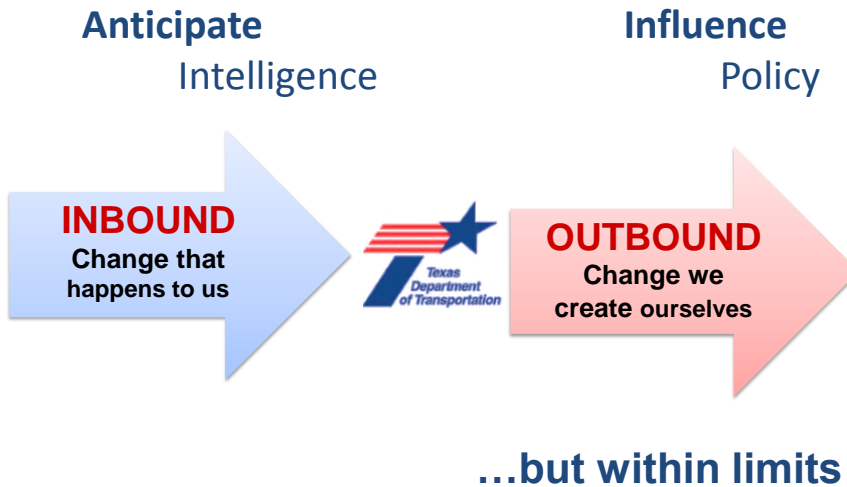 Anticipate
Intelligence
Influence
Policy
INBOUND
Change that
happens to us
Texas
Department
of Transportation
OUTBOUND
Change we
create ourselves
...but within limits